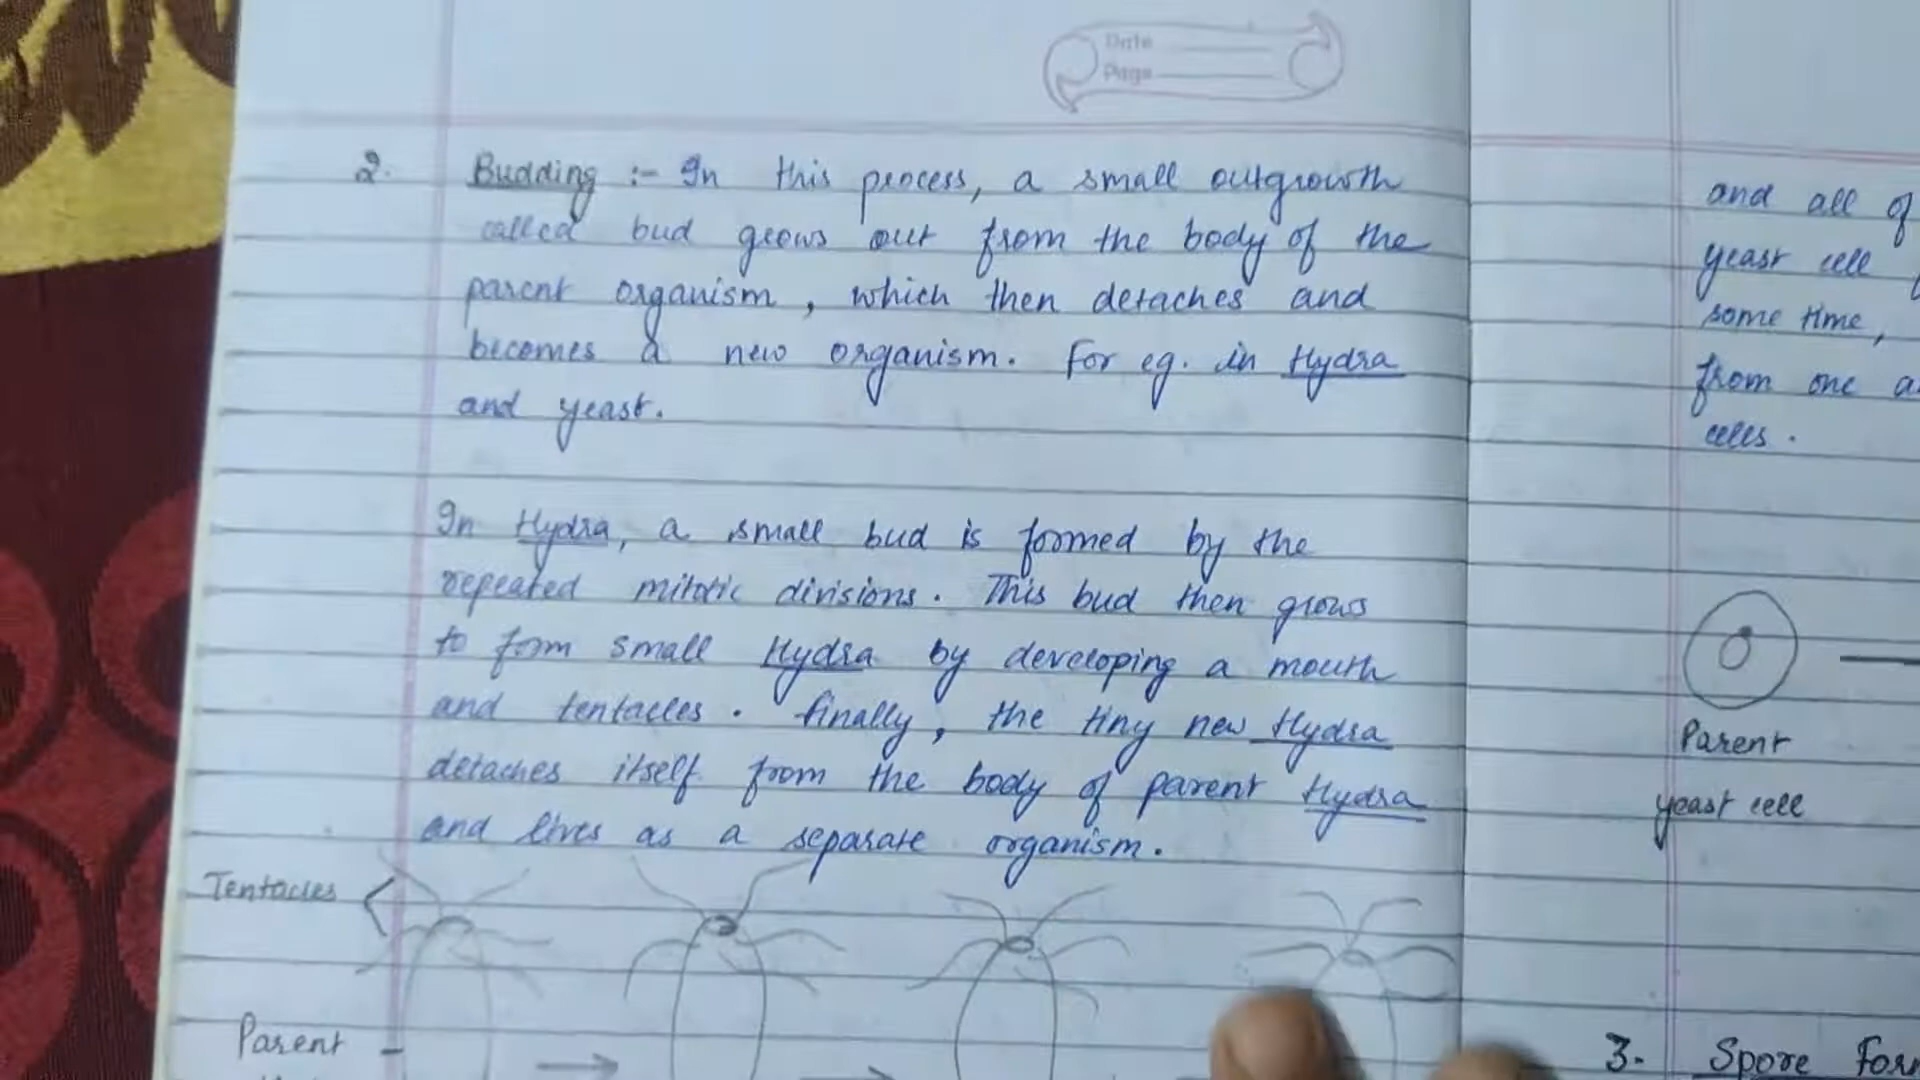 Date
Page
2. Budding :- In this process, a small outgrowth
called bud grows out from the body of the
parent organism, which then detaches and
becomes a new organism. For eg. in Hydra
and yeast.
In Hydra, a small bud is formed by the
repeated mitotic divisions. This bud then grows
to form small Hydra by developing a mouth
and tentacles. Finally, the tiny new Hydra
detaches itself from the body of parent Hydra
and lives as a separate organism.
Tentacles
Parent
and all of
yeast cell
some time,
from one a
cells.
Parent
yeast cell
3. Spore For